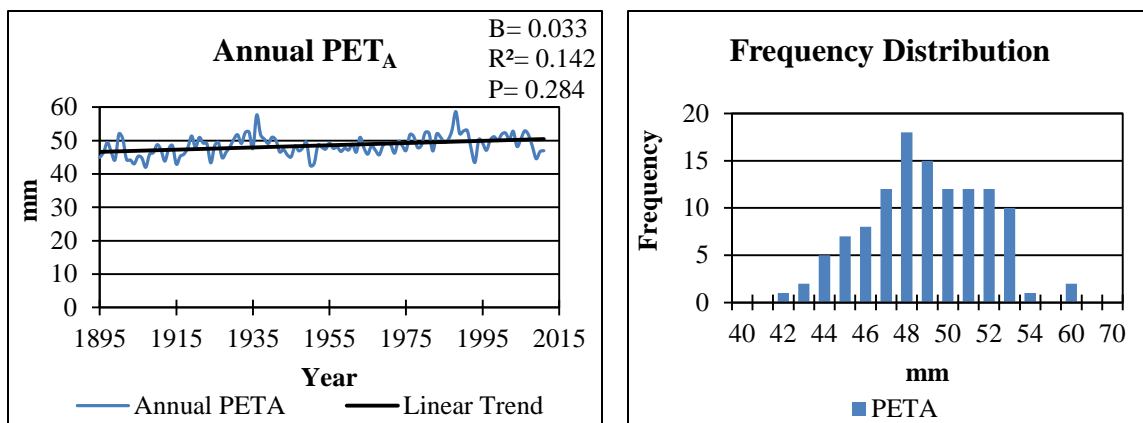 Annual PETA
B= 0.033
R²= 0.142
P= 0.284
60
50
40
30
20
10
0
mm
1895 1915 1935 1955 1975 1995 2015
Year
Annual PETA Linear Trend
Frequency Distribution
20
15
10
5
0
Frequency
40 42 44 46 48 50 52 54 60 70
mm
PETA